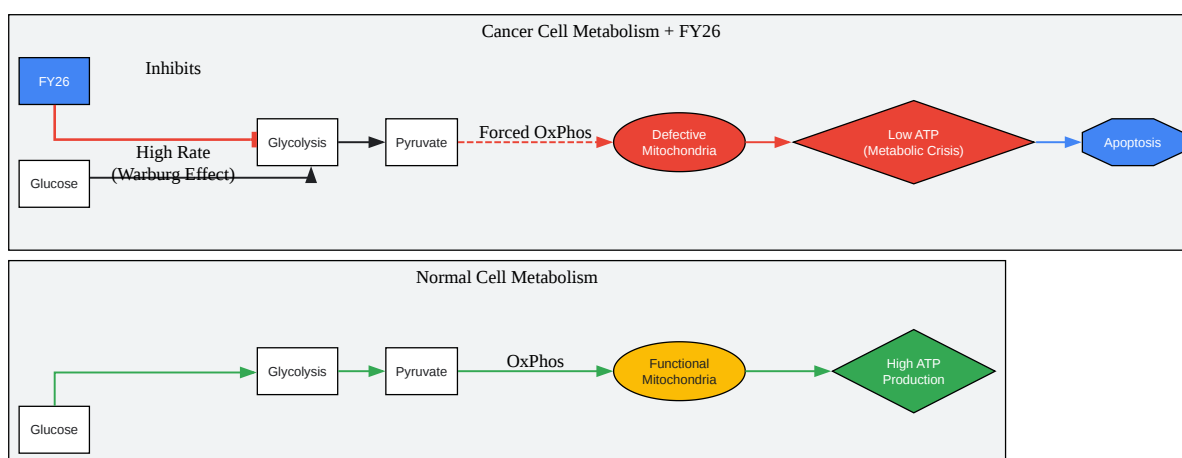 Cancer Cell Metabolism + FY26
FY26
Inhibits
Glycolysis
Pyruvate
Forced OxPhos
Defective
Mitochondria
Low ATP
(Metabolic Crisis)
Apoptosis
High Rate
(Warburg Effect)
Glucose
Normal Cell Metabolism
Glycolysis
Pyruvate
OxPhos
Functional
Mitochondria
High ATP
Production
Glucose